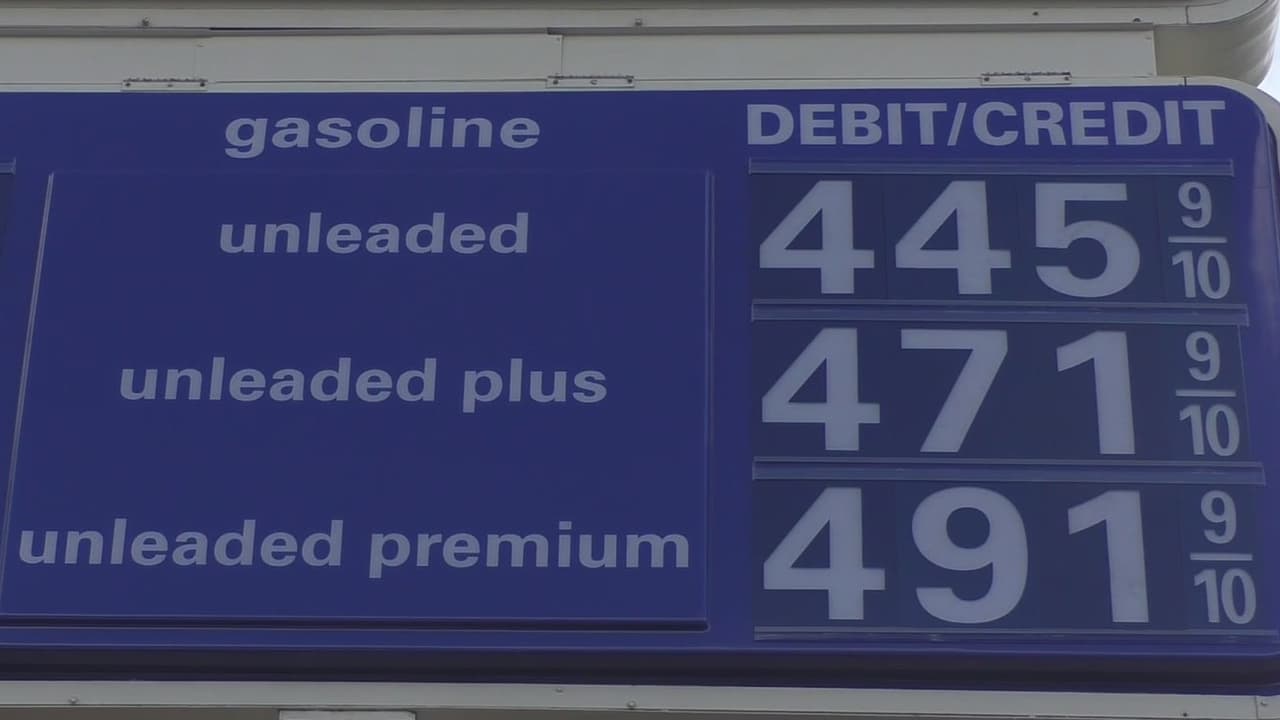 gasoline DEBIT/CREDIT
unleaded 445 9/10
unleaded plus 471 9/10
unleaded premium 491 9/10